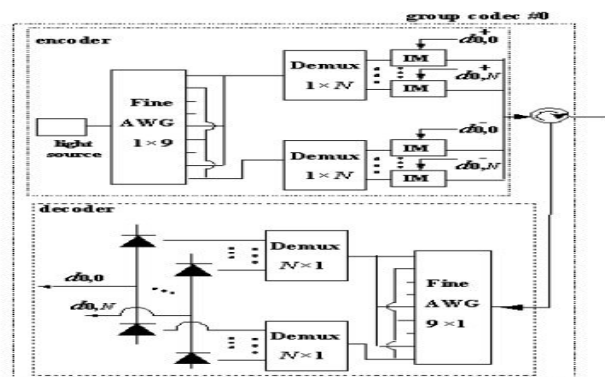 group codec #0
encoder
light
source
Fine
AWG
1×9
Demux
1×N
Demux
1×N
IM
IM
IM
IM
d0,0
+
d0,N
+
d0,0
-
d0,N
-
decoder
d0,0
d0,N
Demux
N×1
Demux
N×1
Fine
AWG
9×1